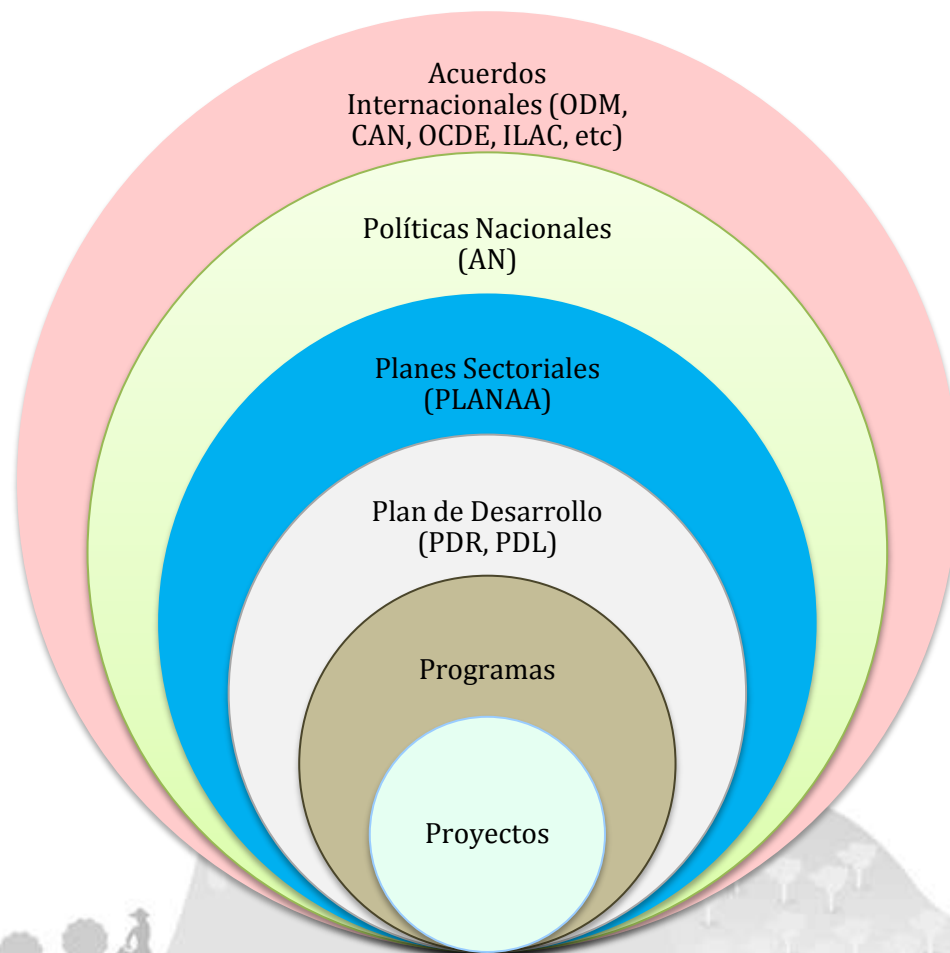 Acuerdos
Internacionales (ODM,
CAN, OCDE, ILAC, etc)
Políticas Nacionales
(AN)
Planes Sectoriales
(PLANAA)
Plan de Desarrollo
(PDR, PDL)
Programas
Proyectos